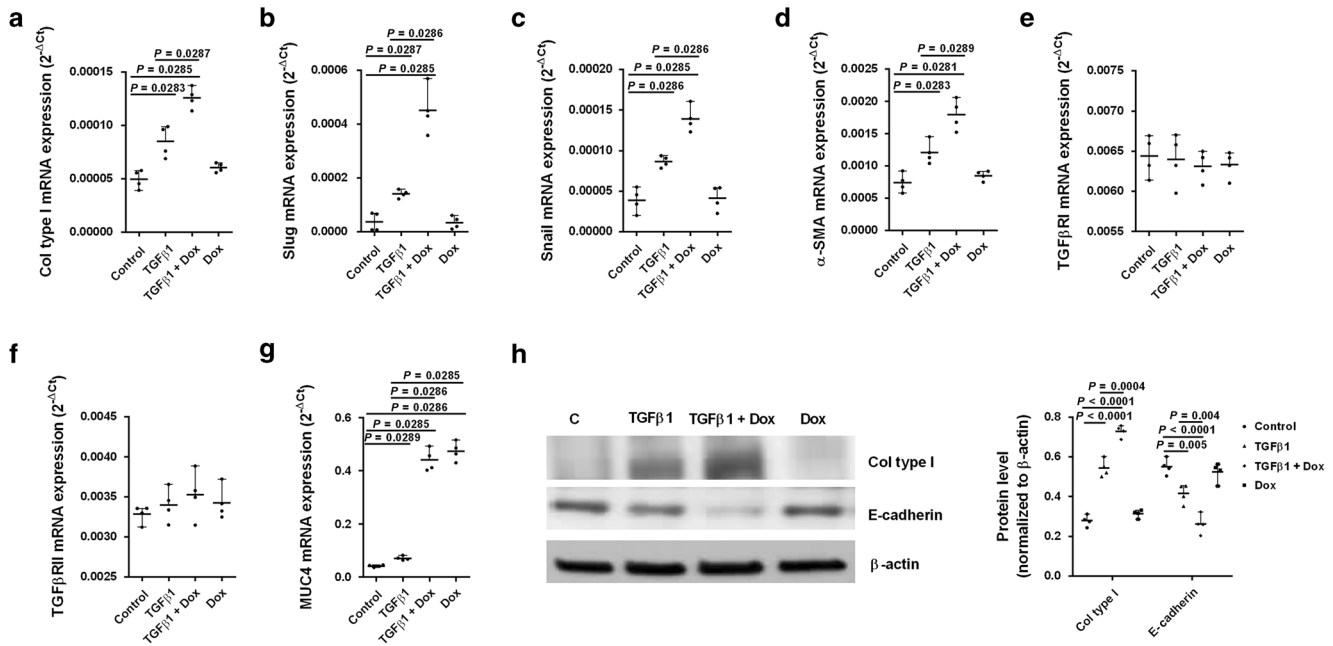 a
Col type I mRNA expression (2-ΔCt)
P = 0.0287
P = 0.0285
P = 0.0283
0.00015
0.00010
0.00005
0.00000
Control
TGFβ1
TGFβ1 + Dox
Dox
b
Slug mRNA expression (2-ΔCt)
P = 0.0286
P = 0.0287
P = 0.0285
0.0006
0.0004
0.0002
0.0000
Control
TGFβ1
TGFβ1 + Dox
Dox
c
Snail mRNA expression (2-ΔCt)
P = 0.0286
P = 0.0285
P = 0.0286
0.00020
0.00015
0.00010
0.00005
0.00000
Control
TGFβ1
TGFβ1 + Dox
Dox
d
α-SMA mRNA expression (2-ΔCt)
P = 0.0289
P = 0.0281
P = 0.0283
0.0025
0.0020
0.0015
0.0010
0.0005
0.0000
Control
TGFβ1
TGFβ1 + Dox
Dox
e
TGFβRI mRNA expression (2-ΔCt)
0.0075
0.0070
0.0065
0.0060
0.0055
Control
TGFβ1
TGFβ1 + Dox
Dox
f
TGFβRII mRNA expression (2-ΔCt)
0.0045
0.0040
0.0035
0.0030
0.0025
Control
TGFβ1
TGFβ1 + Dox
Dox
g
MUC4 mRNA expression (2-ΔCt)
P = 0.0285
P = 0.0286
P = 0.0286
P = 0.0285
P = 0.0289
0.6
0.4
0.2
0.0
Control
TGFβ1
TGFβ1 + Dox
Dox
h
C
TGFβ1
TGFβ1 + Dox
Dox
Col type I
E-cadherin
β-actin
Protein level
(normalized to β-actin)
P = 0.0004
P < 0.0001
P < 0.0001
P = 0.004
P < 0.0001
P = 0.005
0.8
0.6
0.4
0.2
0.0
Col type I
E-cadherin
Control
TGFβ1
TGFβ1 + Dox
Dox